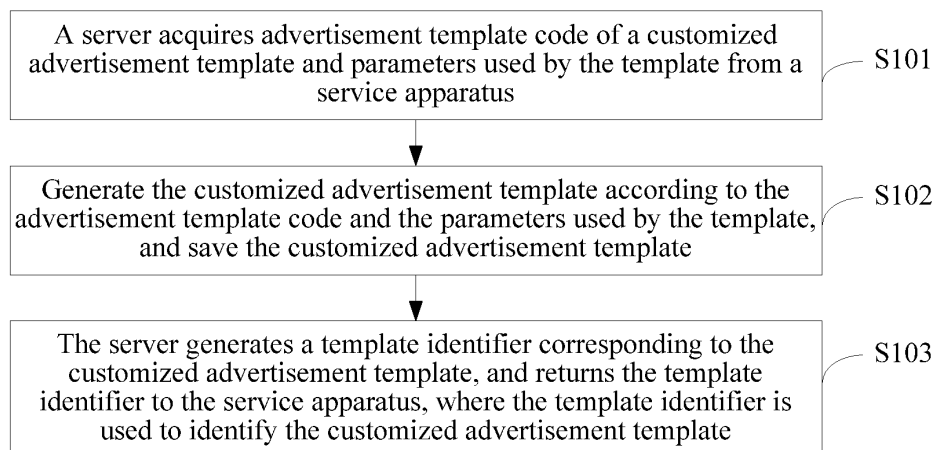 A server acquires advertisement template code of a customized
advertisement template and parameters used by the template from a
service apparatus
S101
Generate the customized advertisement template according to the
advertisement template code and the parameters used by the template,
and save the customized advertisement template
S102
The server generates a template identifier corresponding to the
customized advertisement template, and returns the template
identifier to the service apparatus, where the template identifier is
used to identify the customized advertisement template
S103